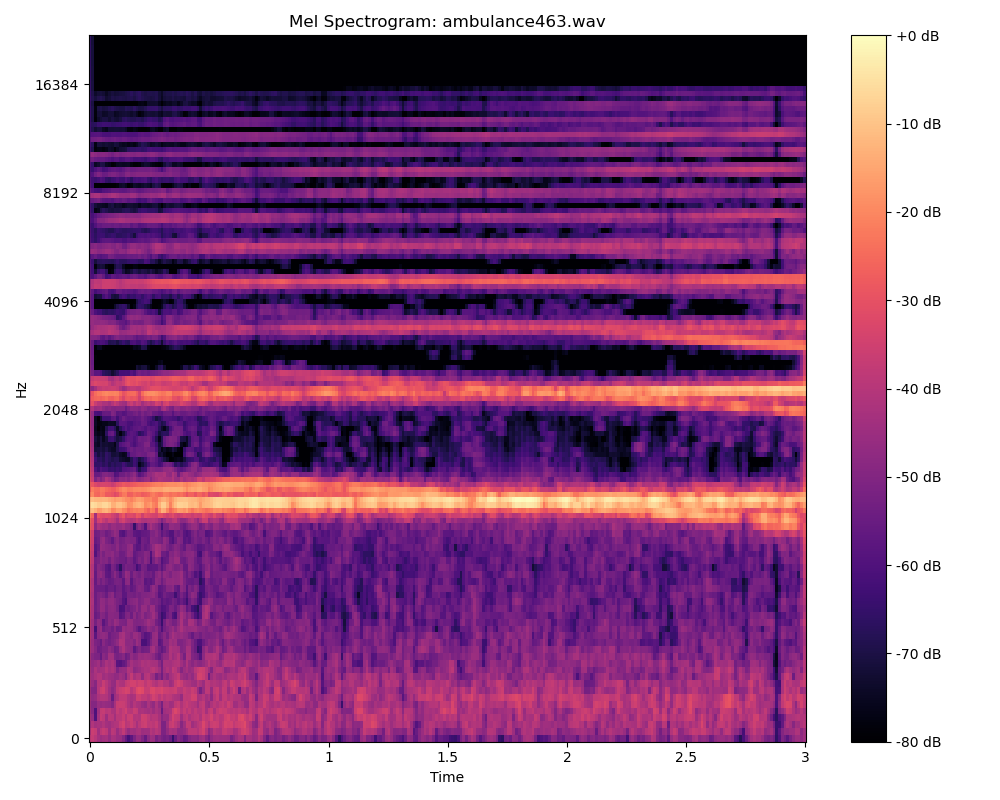 Mel Spectrogram: ambulance463.wav
Hz
16384
8192
4096
2048
1024
512
0
0 0.5 1 1.5 2 2.5 3
Time
+0 dB
-10 dB
-20 dB
-30 dB
-40 dB
-50 dB
-60 dB
-70 dB
-80 dB